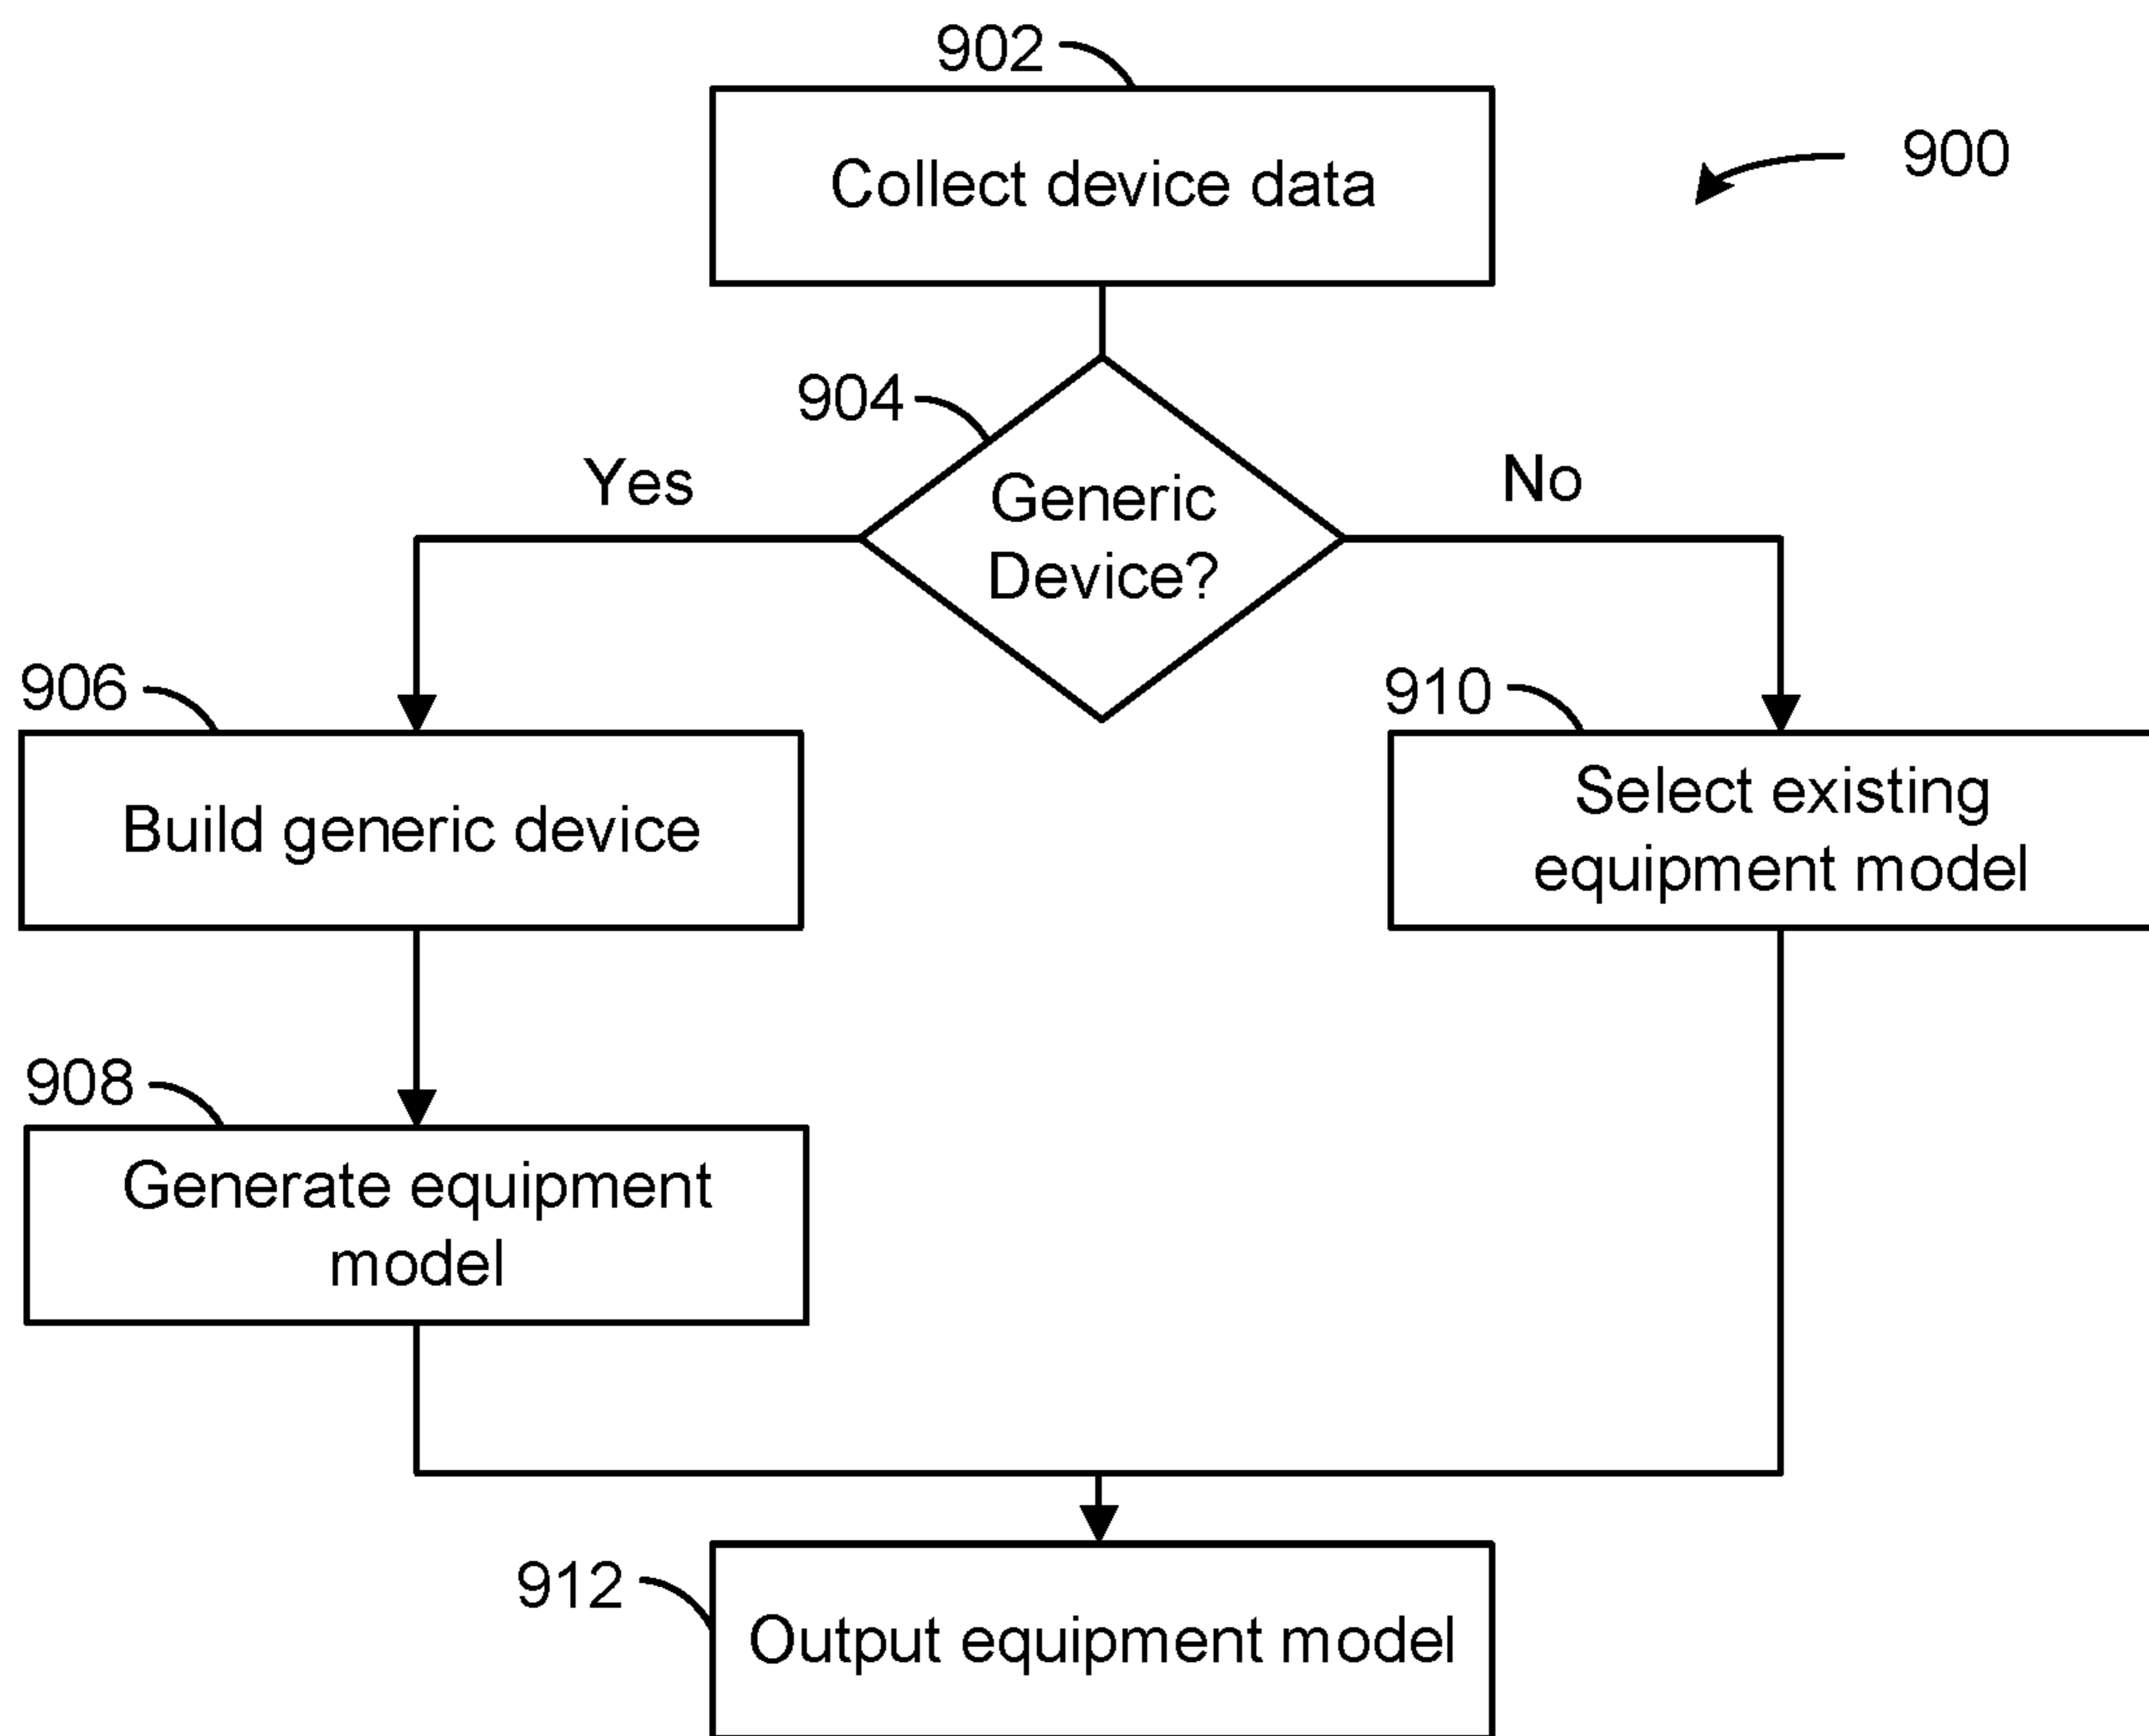 902
Collect device data
900
904
Generic
Device?
Yes
No
906
Build generic device
910
Select existing
equipment model
908
Generate equipment
model
912
Output equipment model